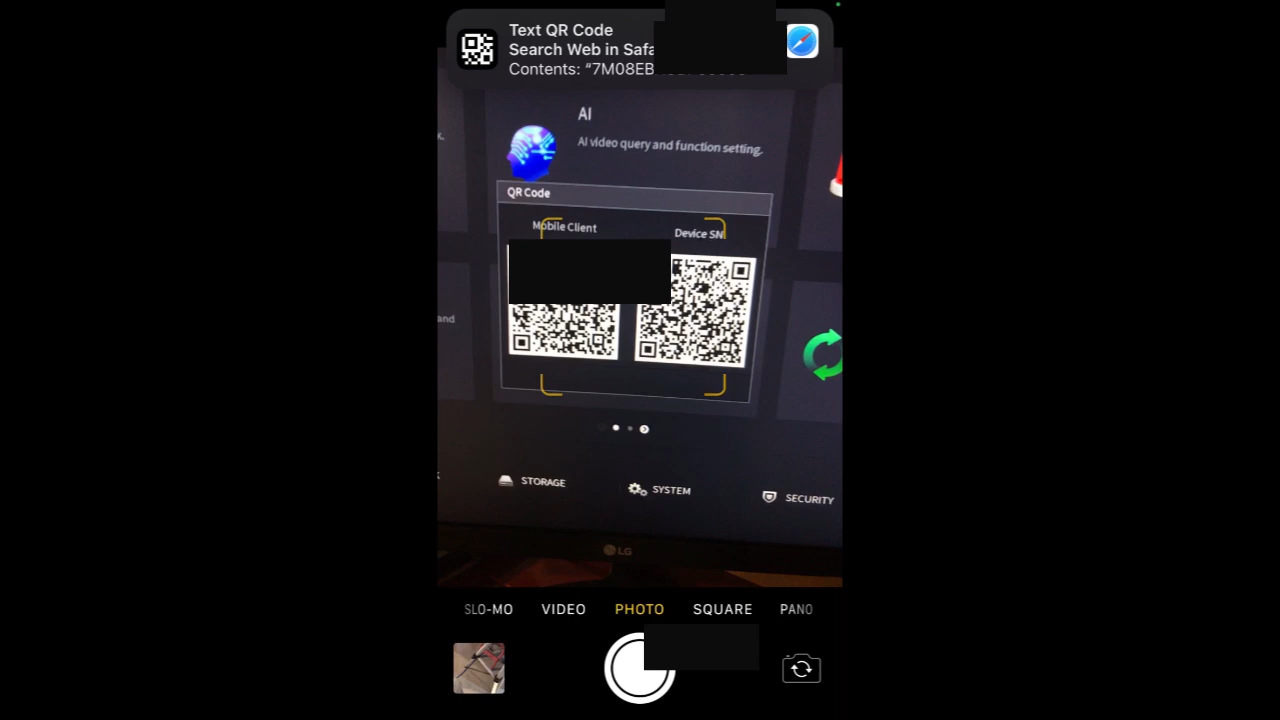 Text QR Code
Search Web in Safa
Contents: “7M08EB
AI
AI video query and function setting.
QR Code
Mobile Client
Device SN
and
STORAGE
SYSTEM
SECURITY
LG
SLO-MO VIDEO PHOTO SQUARE PANO